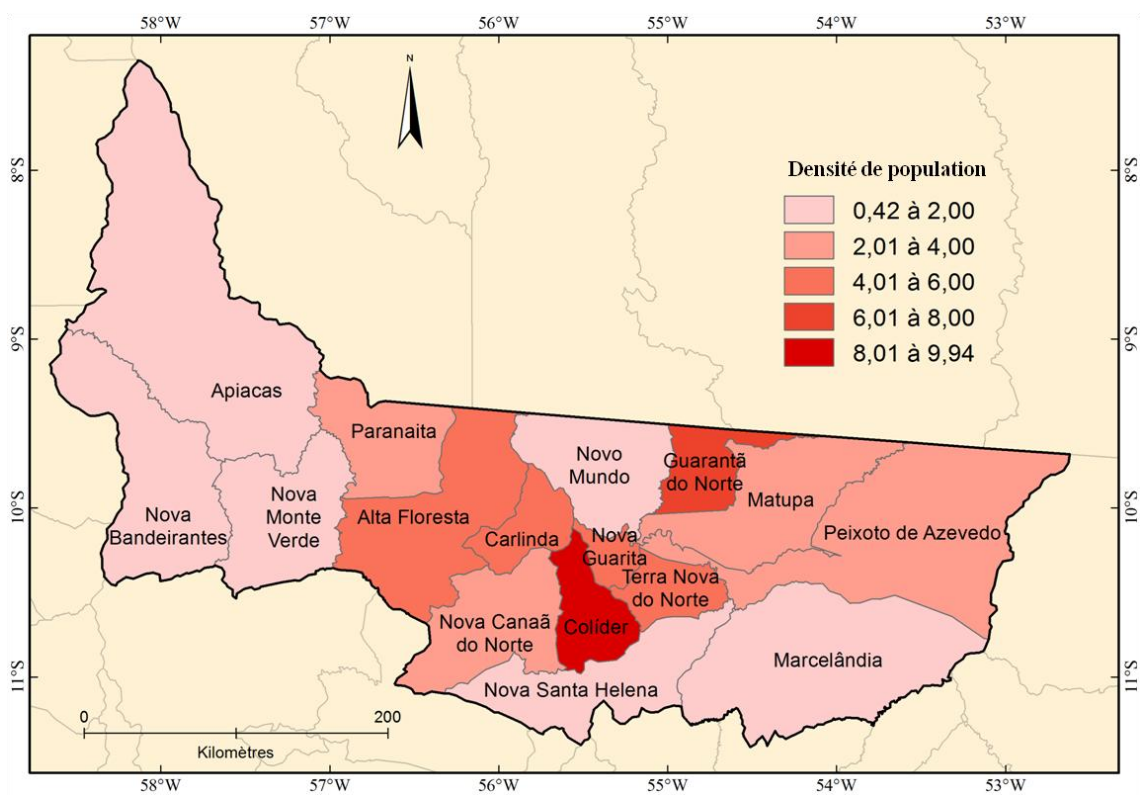 58°W 57°W 56°W 55°W 54°W 53°W
N
8°S
8°S
Densité de population
0,42 à 2,00
2,01 à 4,00
4,01 à 6,00
6,01 à 8,00
8,01 à 9,94
9°S
9°S
Apiacas
Paranaita
Novo
Mundo
Guarantã
do Norte
Matupa
Peixoto de Azevedo
Nova
Bandeirantes
Nova
Monte
Verde
Alta Floresta
Carlinda
Nova
Guarita
Terra Nova
do Norte
10°S
10°S
Nova Canaã
do Norte
Colíder
Marcelândia
Nova Santa Helena
11°S
11°S
0 200
Kilomètres
58°W 57°W 56°W 55°W 54°W 53°W